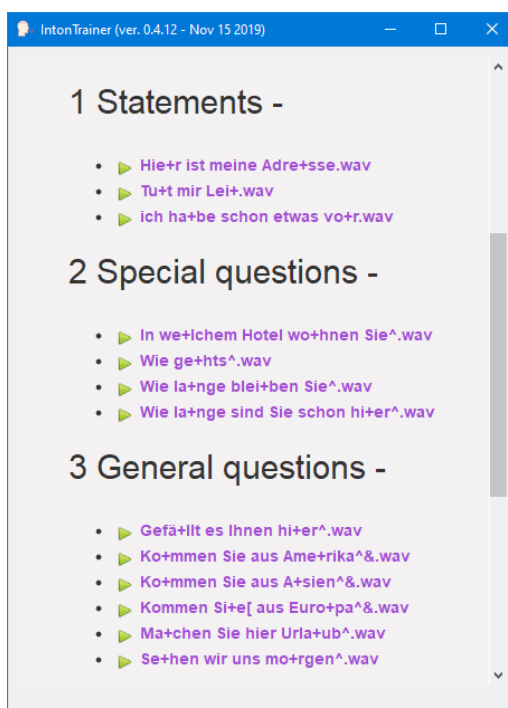 IntonTrainer (ver. 0.4.12 - Nov 15 2019)
1 Statements -
Hie+r ist meine Adre+sse.wav
Tu+t mir Lei+.wav
ich ha+be schon etwas vo+r.wav
2 Special questions -
In we+lchem Hotel wo+hnen Sie^.wav
Wie ge+hts^.wav
Wie la+nge blei+ben Sie^.wav
Wie la+nge sind Sie schon hi+er^.wav
3 General questions -
Gefä+llt es Ihnen hi+er^.wav
Ko+mmen Sie aus Ame+rika^&.wav
Ko+mmen Sie aus A+sien^&.wav
Kommen Si+e[ aus Euro+pa^&.wav
Ma+chen Sie hier Urla+ub^.wav
Se+hen wir uns mo+rgen^.wav